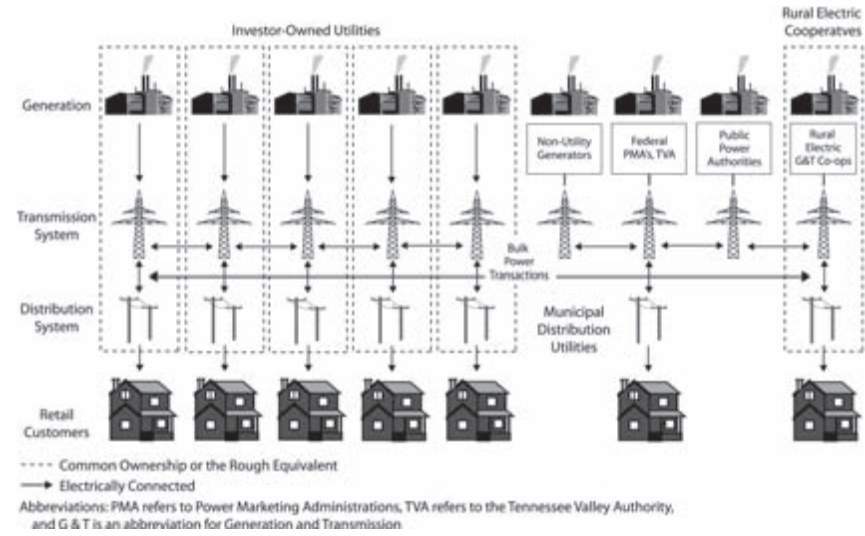 Rural Electric
Cooperatves
Investor-Owned Utilities
Generation
Non-Utility
Generators
Federal
PMA's, TVA
Public
Power
Authorities
Rural
Electric
G&T Co-ops
Transmission
System
Bulk
Power
Transactions
Distribution
System
Municipal
Distribution
Utilities
Retail
Customers
Common Ownership or the Rough Equivalent
Electrically Connected
Abbreviations: PMA refers to Power Marketing Administrations, TVA refers to the Tennessee Valley Authority,
and G & T is an abbreviation for Generation and Transmission